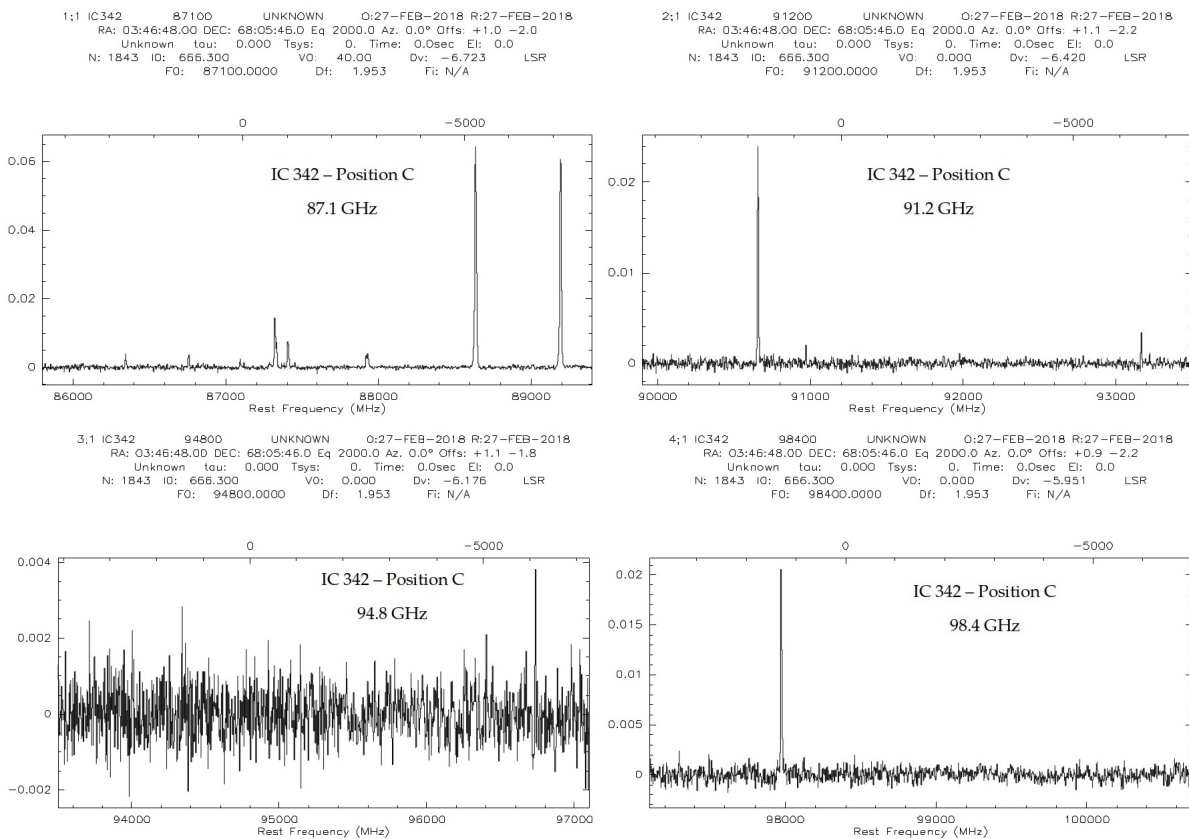 1;1 IC342 87100 UNKNOWN O:27-FEB-2018 R:27-FEB-2018
RA: 03:46:48.00 DEC: 68:05:46.0 Eq 2000.0 Az. 0.0° Offs: +1.0 -2.0
Unknown tau: 0.000 Tsys: 0. Time: 0.0sec El: 0.0
N: 1843 I0: 666.300 V0: 40.00 Dv: -6.723 LSR
F0: 87100.0000 Df: 1.953 Fi: N/A
0 -5000
0.06
0.04
0.02
0
IC 342 – Position C
87.1 GHz
86000 87000 88000 89000
Rest Frequency (MHz)
2;1 IC342 91200 UNKNOWN O:27-FEB-2018 R:27-FEB-2018
RA: 03:46:48.00 DEC: 68:05:46.0 Eq 2000.0 Az. 0.0° Offs: +1.1 -2.2
Unknown tau: 0.000 Tsys: 0. Time: 0.0sec El: 0.0
N: 1843 I0: 666.300 V0: 0.000 Dv: -6.420 LSR
F0: 91200.0000 Df: 1.953 Fi: N/A
0 -5000
0.02
0.01
0
IC 342 – Position C
91.2 GHz
90000 91000 92000 93000
Rest Frequency (MHz)
3;1 IC342 94800 UNKNOWN O:27-FEB-2018 R:27-FEB-2018
RA: 03:46:48.00 DEC: 68:05:46.0 Eq 2000.0 Az. 0.0° Offs: +1.1 -1.8
Unknown tau: 0.000 Tsys: 0. Time: 0.0sec El: 0.0
N: 1843 I0: 666.300 V0: 0.000 Dv: -6.176 LSR
F0: 94800.0000 Df: 1.953 Fi: N/A
0 -5000
0.004
0.002
0
-0.002
IC 342 – Position C
94.8 GHz
94000 95000 96000 97000
Rest Frequency (MHz)
4;1 IC342 98400 UNKNOWN O:27-FEB-2018 R:27-FEB-2018
RA: 03:46:48.00 DEC: 68:05:46.0 Eq 2000.0 Az. 0.0° Offs: +0.9 -2.2
Unknown tau: 0.000 Tsys: 0. Time: 0.0sec El: 0.0
N: 1843 I0: 666.300 V0: 0.000 Dv: -5.951 LSR
F0: 98400.0000 Df: 1.953 Fi: N/A
0 -5000
0.02
0.015
0.01
0.005
0
IC 342 – Position C
98.4 GHz
98000 99000 100000
Rest Frequency (MHz)